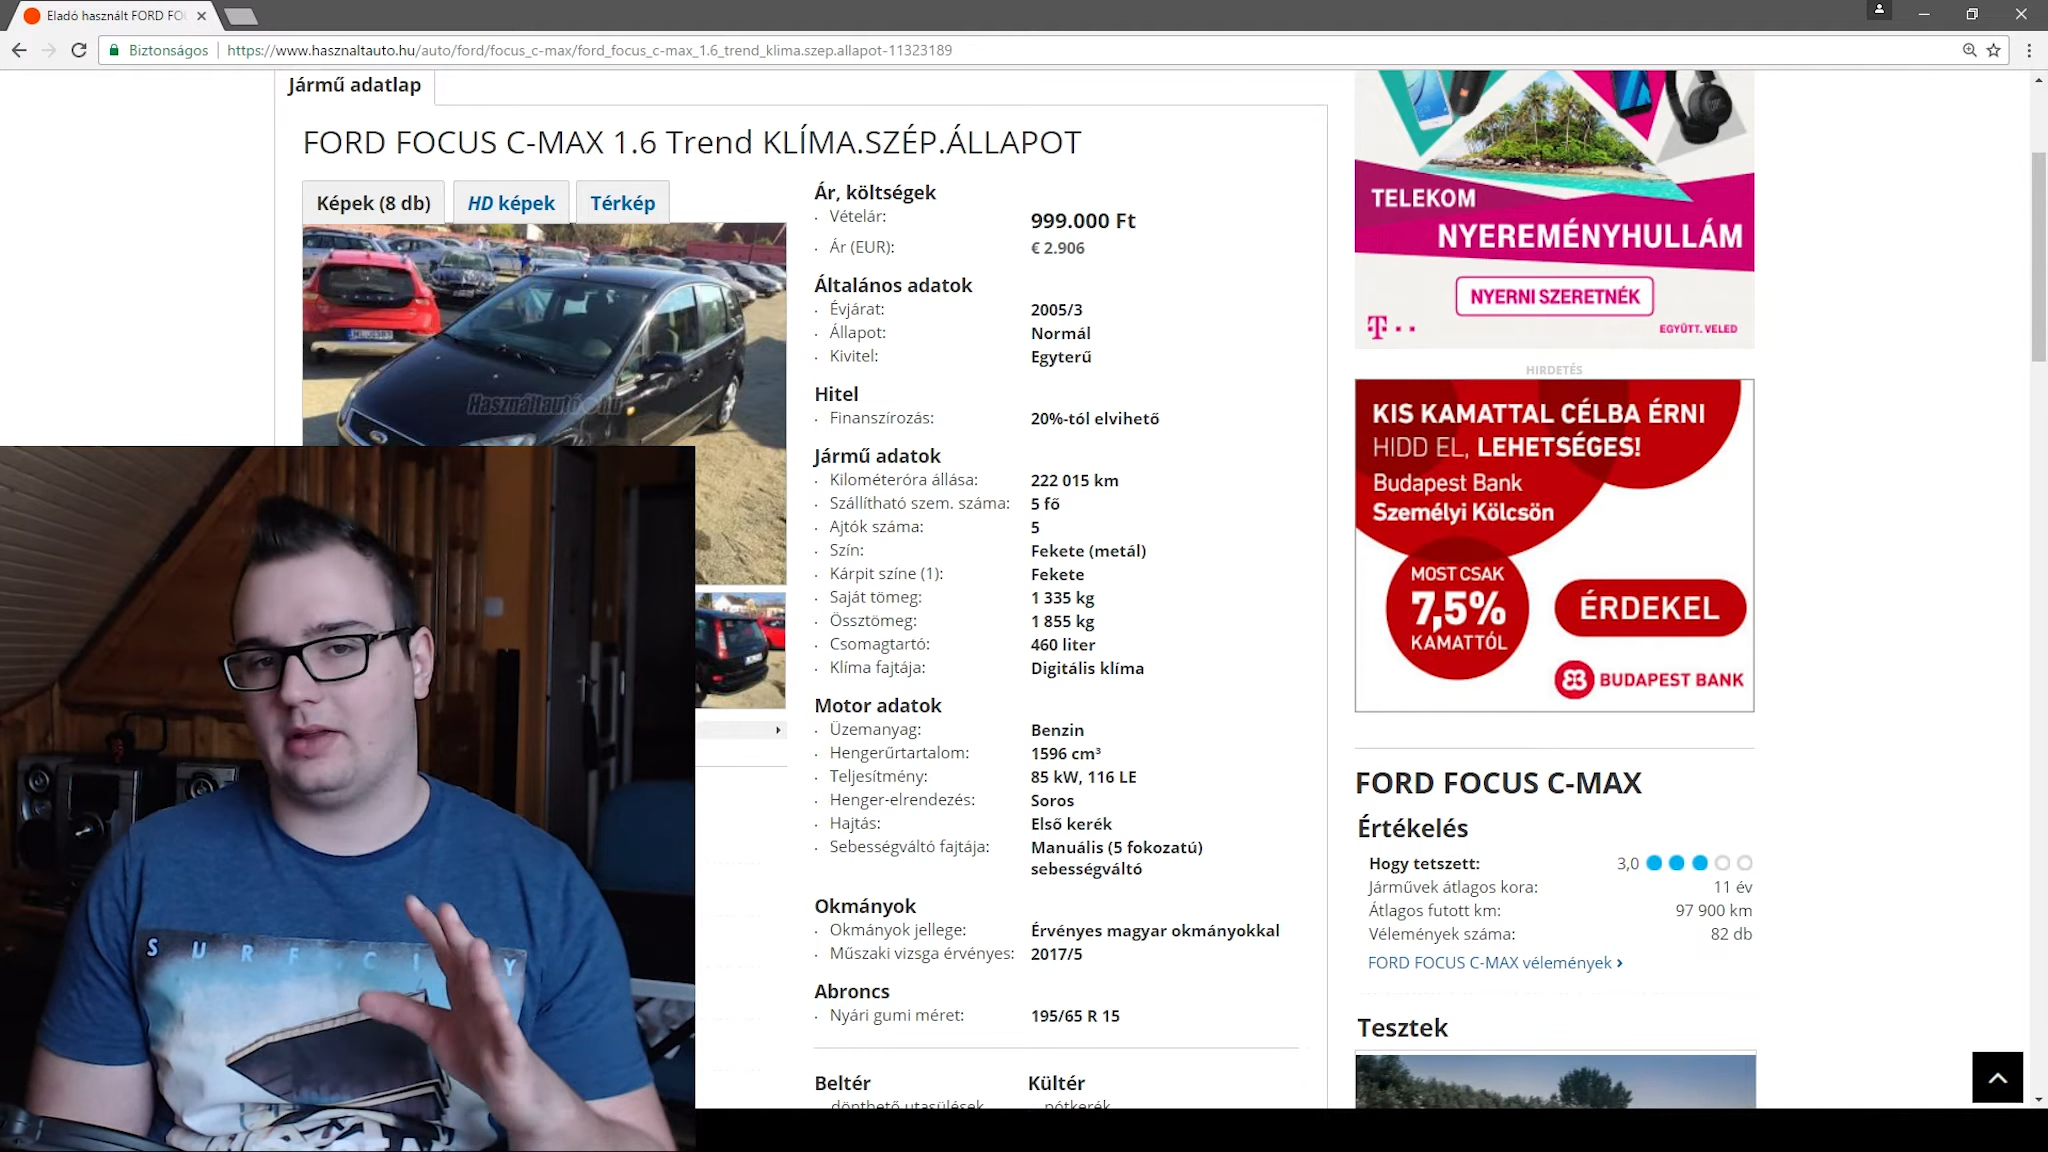 Eladó használt FORD FO
Biztonságos
https://www.hasznaltauto.hu/auto/ford/focus_c-max/ford_focus_c-max_1.6_trend_klima.szep.allapot-11323189
Jármű adatlap
FORD FOCUS C-MAX 1.6 Trend KLÍMA.SZÉP.ÁLLAPOT
Képek (8 db)
HD képek
Térkép
Használtautó.hu
Ár, költségek
Vételár: 999.000 Ft
Ár (EUR): € 2.906
Általános adatok
Évjárat: 2005/3
Állapot: Normál
Kivitel: Egyterű
Hitel
Finanszírozás: 20%-tól elvihető
Jármű adatok
Kilométeróra állása: 222 015 km
Szállítható szem. száma: 5 fő
Ajtók száma: 5
Szín: Fekete (metál)
Kárpit színe (1): Fekete
Saját tömeg: 1 335 kg
Össztömeg: 1 855 kg
Csomagtartó: 460 liter
Klíma fajtája: Digitális klíma
Motor adatok
Üzemanyag: Benzin
Hengerűrtartalom: 1596 cm³
Teljesítmény: 85 kW, 116 LE
Henger-elrendezés: Soros
Hajtás: Első kerék
Sebességváltó fajtája: Manuális (5 fokozatú)
sebességváltó
Okmányok
Okmányok jellege: Érvényes magyar okmányokkal
Műszaki vizsga érvényes: 2017/5
Abroncs
Nyári gumi méret: 195/65 R 15
Beltér Kültér
dönthető utasülések pótkerék
TELEKOM
NYEREMÉNYHULLÁM
NYERNI SZERETNÉK
T
EGYÜTT. VELED
HIRDETÉS
KIS KAMATTAL CÉLBA ÉRNI
HIDD EL, LEHETSÉGES!
Budapest Bank
Személyi Kölcsön
MOST CSAK
7,5%
KAMATTÓL
ÉRDEKEL
BUDAPEST BANK
FORD FOCUS C-MAX
Értékelés
Hogy tetszett: 3,0
Járművek átlagos kora: 11 év
Átlagos futott km: 97 900 km
Vélemények száma: 82 db
FORD FOCUS C-MAX vélemények ›
Tesztek
SURF CITY